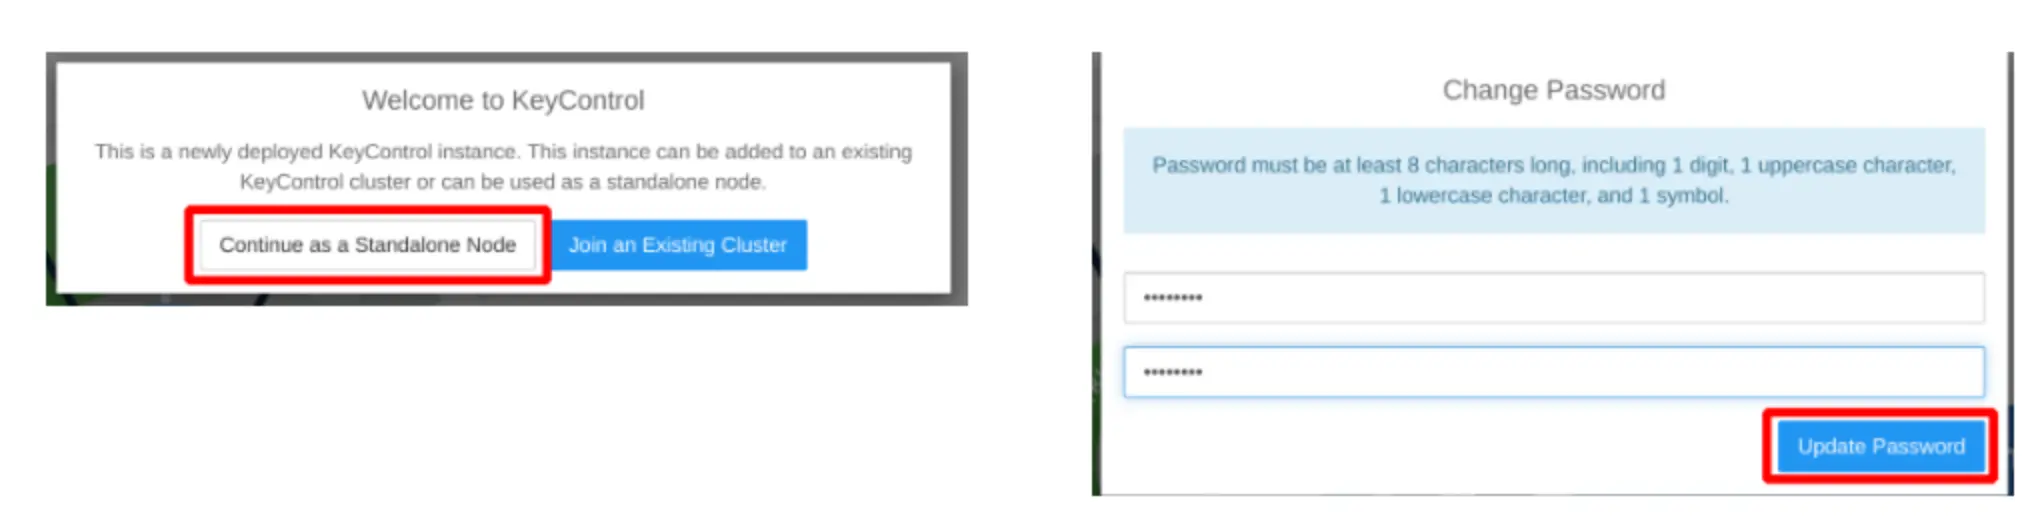 Welcome to KeyControl
This is a newly deployed KeyControl instance. This instance can be added to an existing
KeyControl cluster or can be used as a standalone node.
Continue as a Standalone Node
Join an Existing Cluster
Change Password
Password must be at least 8 characters long, including 1 digit, 1 uppercase character,
1 lowercase character, and 1 symbol.
••••••••
••••••••
Update Password